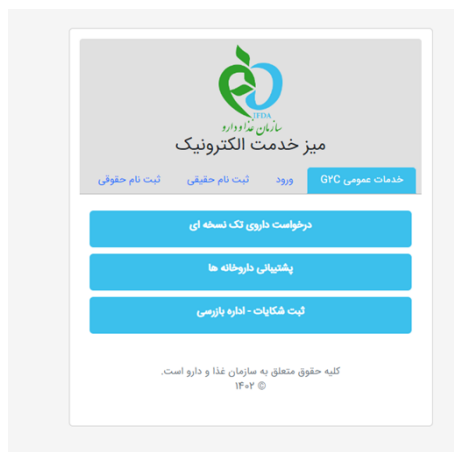 IFDA
سازمان غذا و دارو
میز خدمت الکترونیک
خدمات عمومی G۲C
ورود
ثبت نام حقیقی
ثبت نام حقوقی
درخواست داروی تک نسخه ای
پشتیبانی داروخانه ها
ثبت شکایات - اداره بازرسی
کلیه حقوق متعلق به سازمان غذا و دارو است.
© ۱۴۰۲